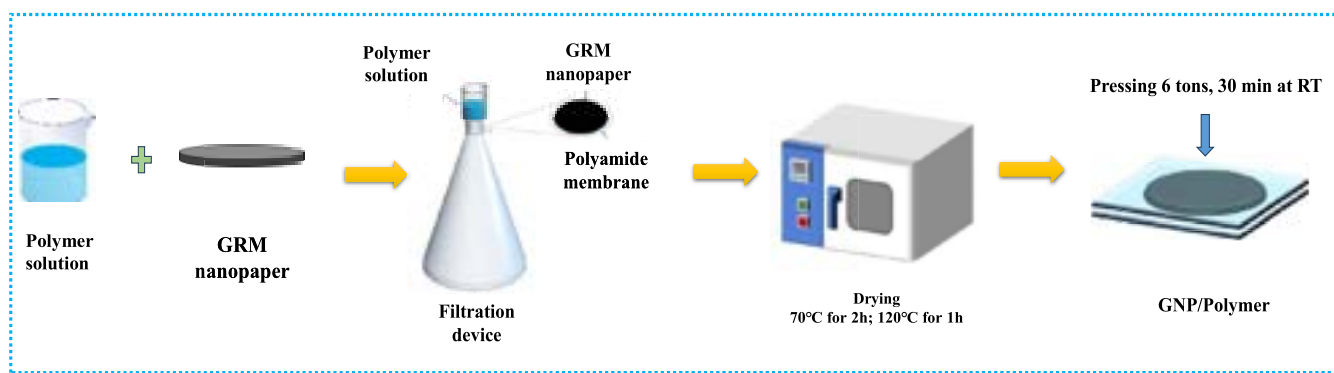 Polymer
solution
GRM
nanopaper
Polymer
solution
GRM
nanopaper
Polyamide
membrane
Filtration
device
Drying
70℃ for 2h; 120℃ for 1h
Pressing 6 tons, 30 min at RT
GNP/Polymer